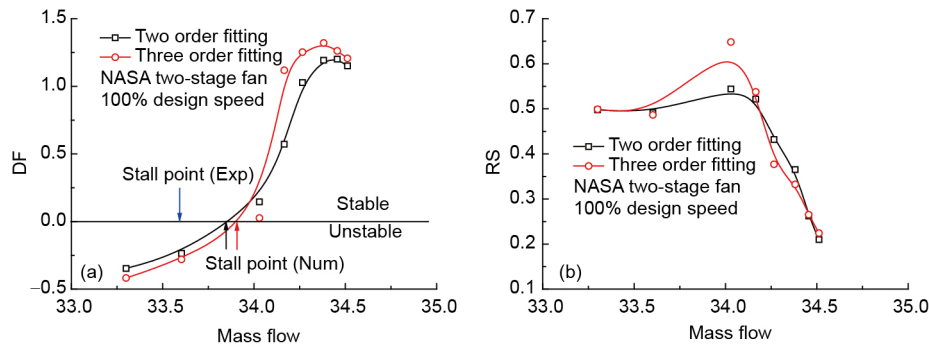 (a)
1.5
1.0
0.5
0.0
−0.5
DF
Two order fitting
Three order fitting
NASA two-stage fan
100% design speed
Stall point (Exp)
Stable
Unstable
Stall point (Num)
33.0
33.5
34.0
34.5
35.0
Mass flow
(b)
0.7
0.6
0.5
0.4
0.3
0.2
0.1
RS
Two order fitting
Three order fitting
NASA two-stage fan
100% design speed
33.0
33.5
34.0
34.5
35.0
Mass flow